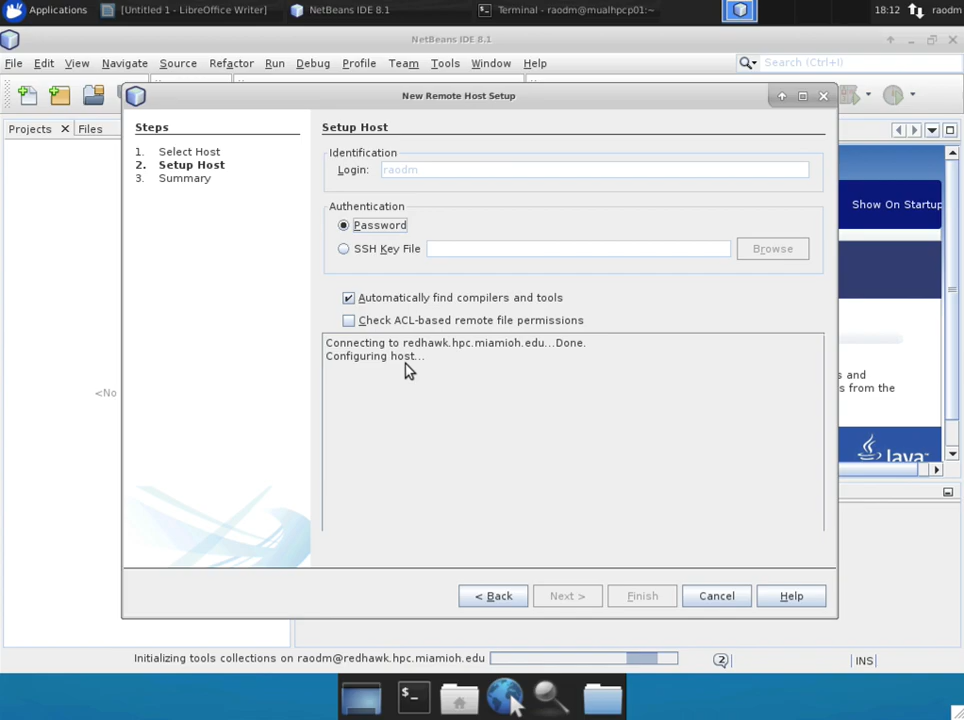 Applications
[Untitled 1 - LibreOffice Writer]
NetBeans IDE 8.1
Terminal - raodm@mualhpcp01:~
18:12
raodm
NetBeans IDE 8.1
File Edit View Navigate Source Refactor Run Debug Profile Team Tools Window Help
Search (Ctrl+I)
New Remote Host Setup
Projects Files
Steps
1. Select Host
2. Setup Host
3. Summary
Setup Host
Identification
Login: raodm
Authentication
Password
SSH Key File
Browse
Automatically find compilers and tools
Check ACL-based remote file permissions
Connecting to redhawk.hpc.miamioh.edu...Done.
Configuring host...
Show On Startup
s and
s from the
<No
Java
< Back Next > Finish Cancel Help
Initializing tools collections on raodm@redhawk.hpc.miamioh.edu
2
INS